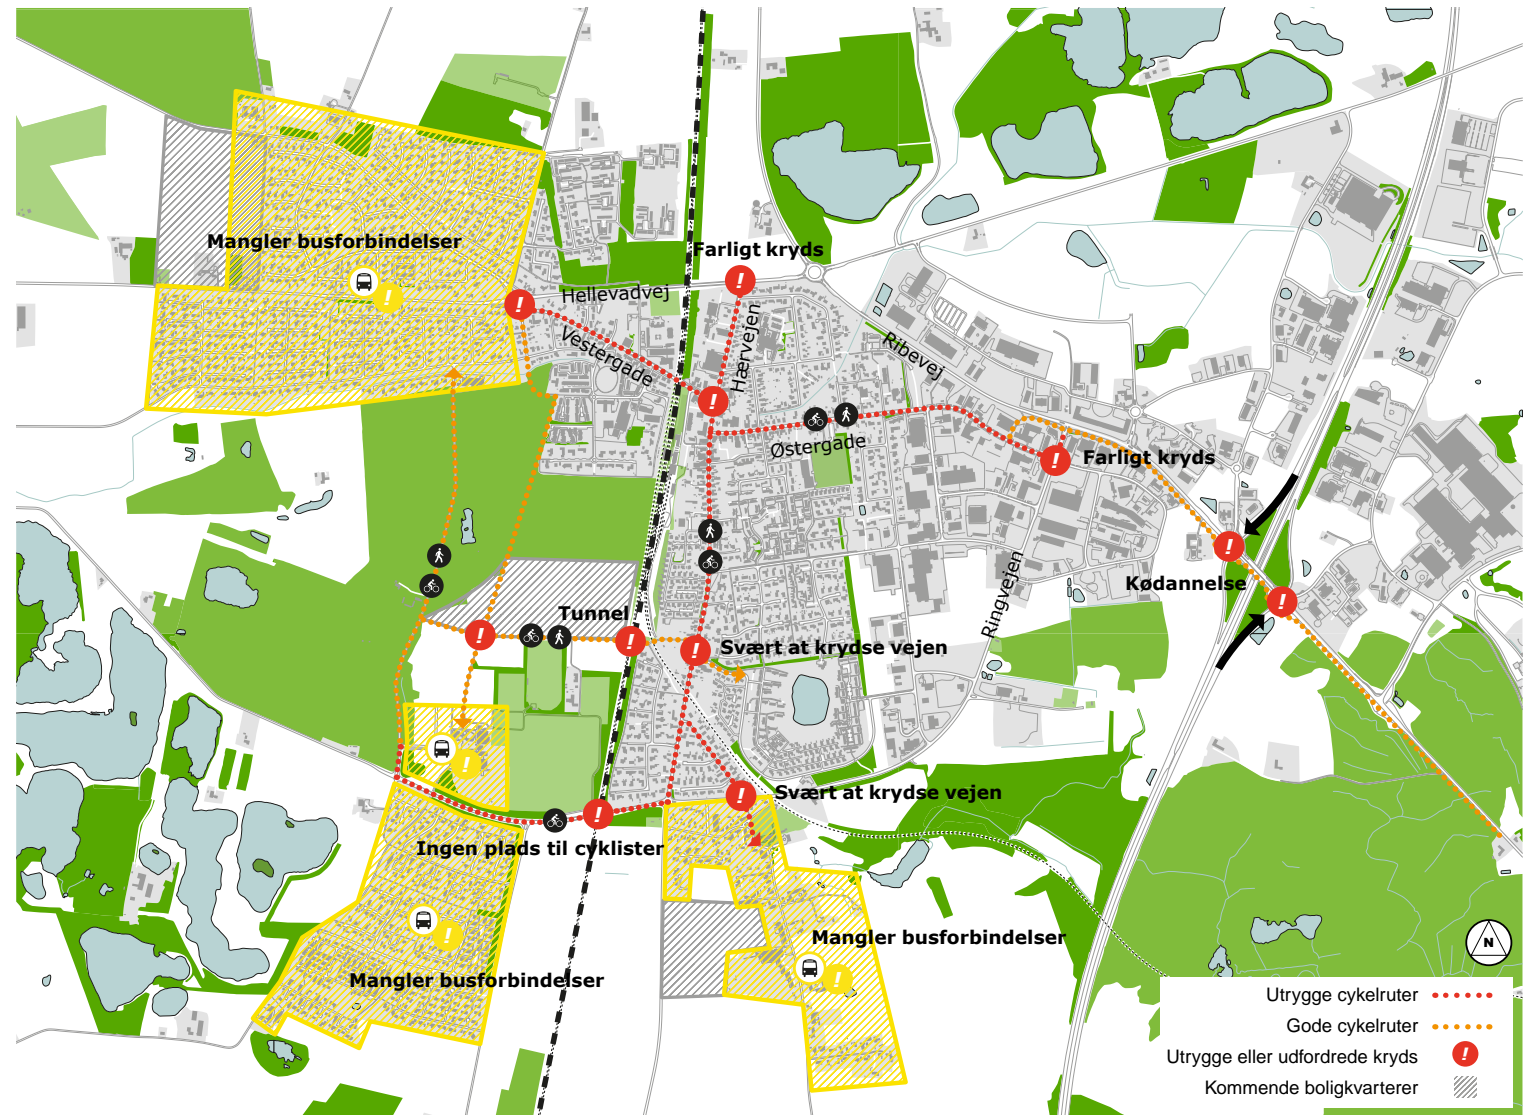 Mangler busforbindelser
Farligt kryds
Hellevadvej
Vestergade
Hærvejen
Ribevej
Østergade
Farligt kryds
Kødannelse
Ringvejen
Tunnel
Svært at krydse vejen
Svært at krydse vejen
Ingen plads til cyklister
Mangler busforbindelser
Mangler busforbindelser
N
Utrygge cykelruter
Gode cykelruter
Utrygge eller udfordrede kryds
Kommende boligkvarterer